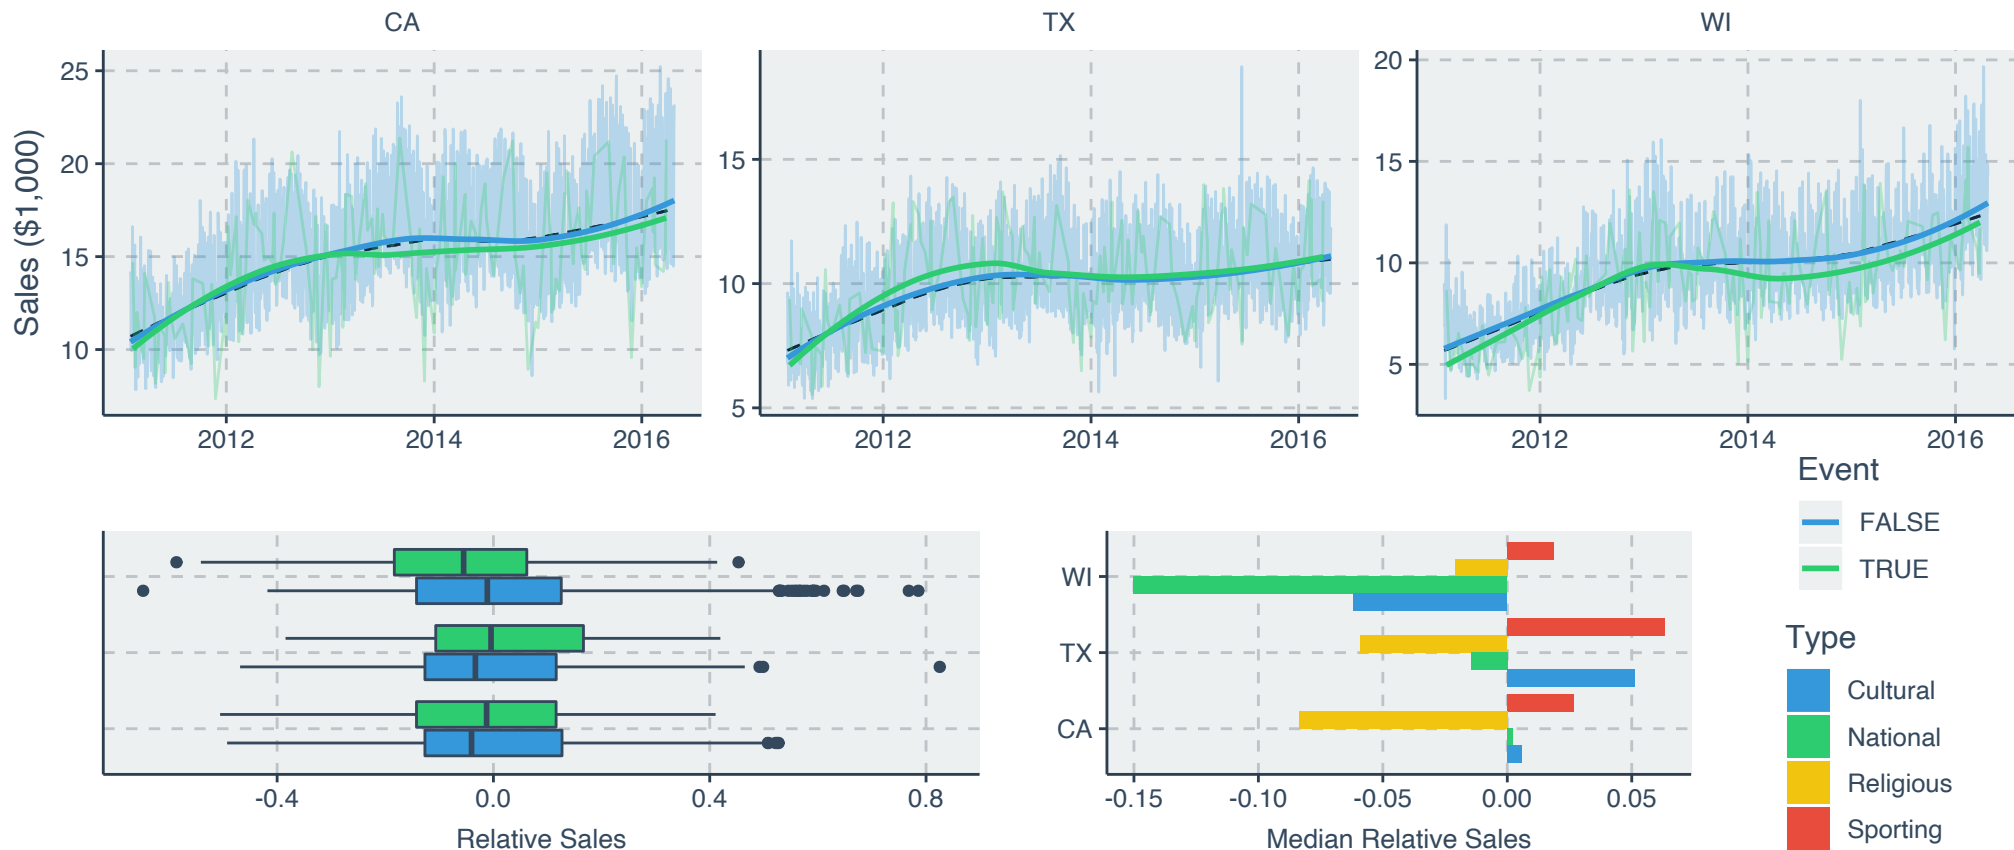 CA
TX
WI
Sales ($1,000)
25
20
15
10
2012
2014
2016
15
10
5
2012
2014
2016
20
15
10
5
2012
2014
2016
Event
FALSE
TRUE
Type
Cultural
National
Religious
Sporting
-0.4
0.0
0.4
0.8
Relative Sales
WI
TX
CA
-0.15
-0.10
-0.05
0.00
0.05
Median Relative Sales